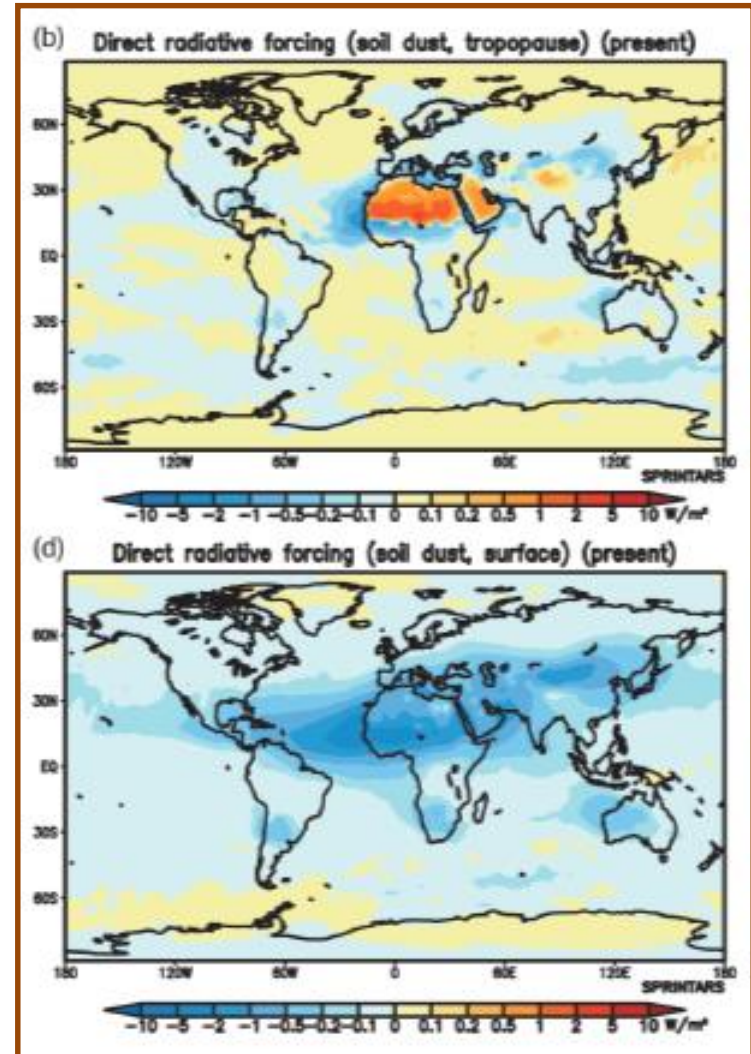 (b) Direct radiative forcing (soil dust, tropopause) (present)
60N
30N
EQ
30S
60S
180 120W 60W 0 60E 120E 180
SPRINTARS
-10 -5 -2 -1 -0.5 -0.2 -0.1 0 0.1 0.2 0.5 1 2 5 10 W/m²
(d) Direct radiative forcing (soil dust, surface) (present)
60N
30N
EQ
30S
60S
180 120W 60W 0 60E 120E 180
SPRINTARS
-10 -5 -2 -1 -0.5 -0.2 -0.1 0 0.1 0.2 0.5 1 2 5 10 W/m²